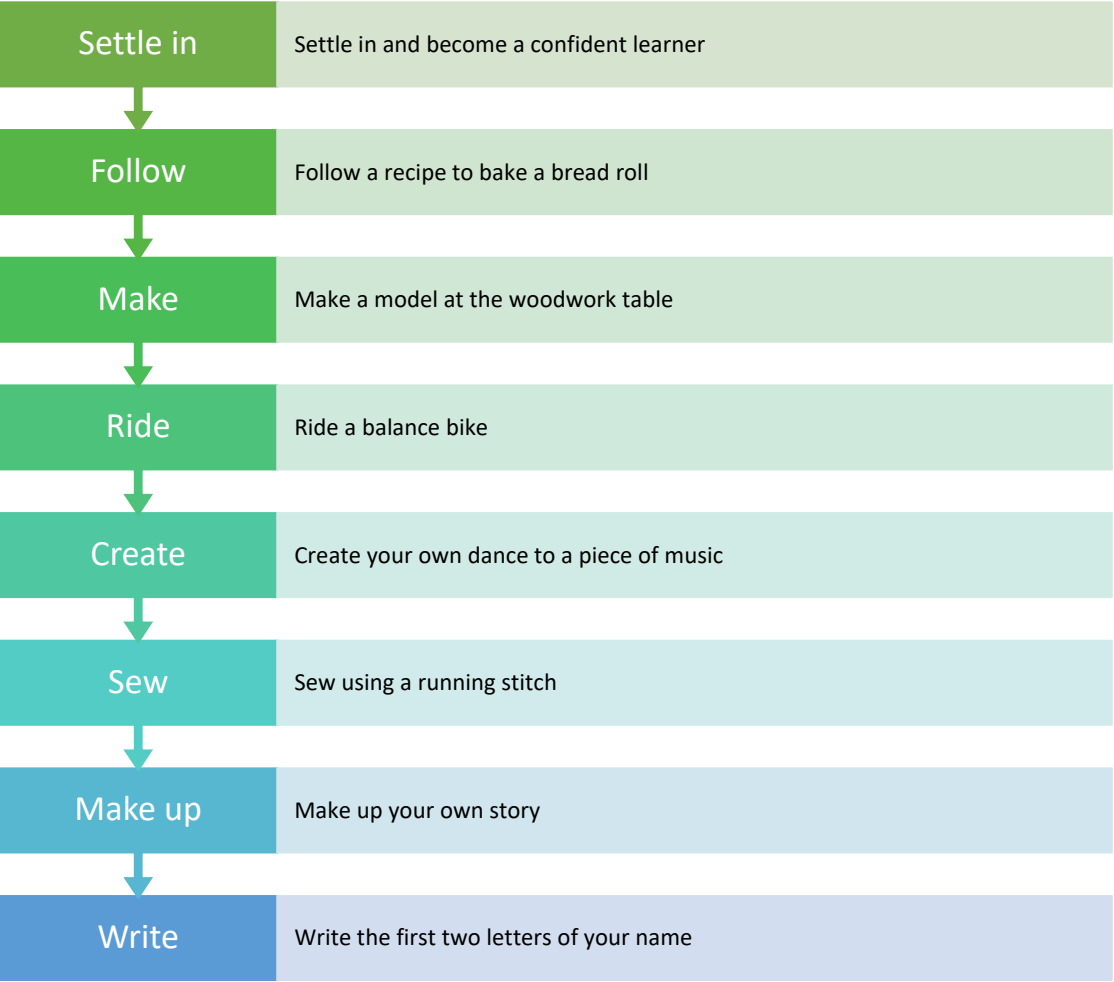 Settle in
Settle in and become a confident learner
Follow
Follow a recipe to bake a bread roll
Make
Make a model at the woodwork table
Ride
Ride a balance bike
Create
Create your own dance to a piece of music
Sew
Sew using a running stitch
Make up
Make up your own story
Write
Write the first two letters of your name